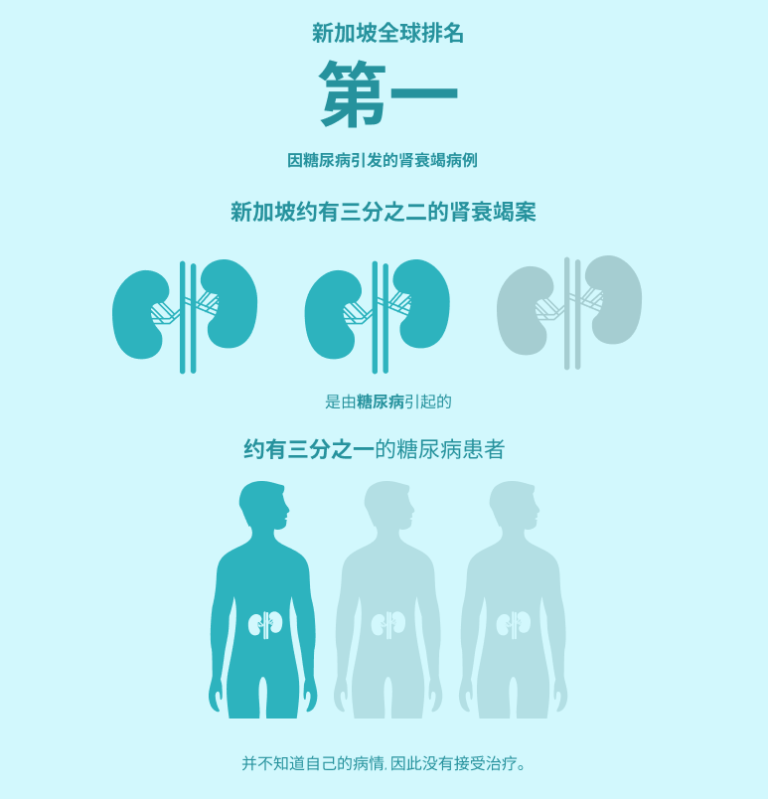 新加坡全球排名
第一
因糖尿病引发的肾衰竭病例
新加坡约有三分之二的肾衰竭案
是由糖尿病引起的
约有三分之一的糖尿病患者
并不知道自己的病情, 因此没有接受治疗。